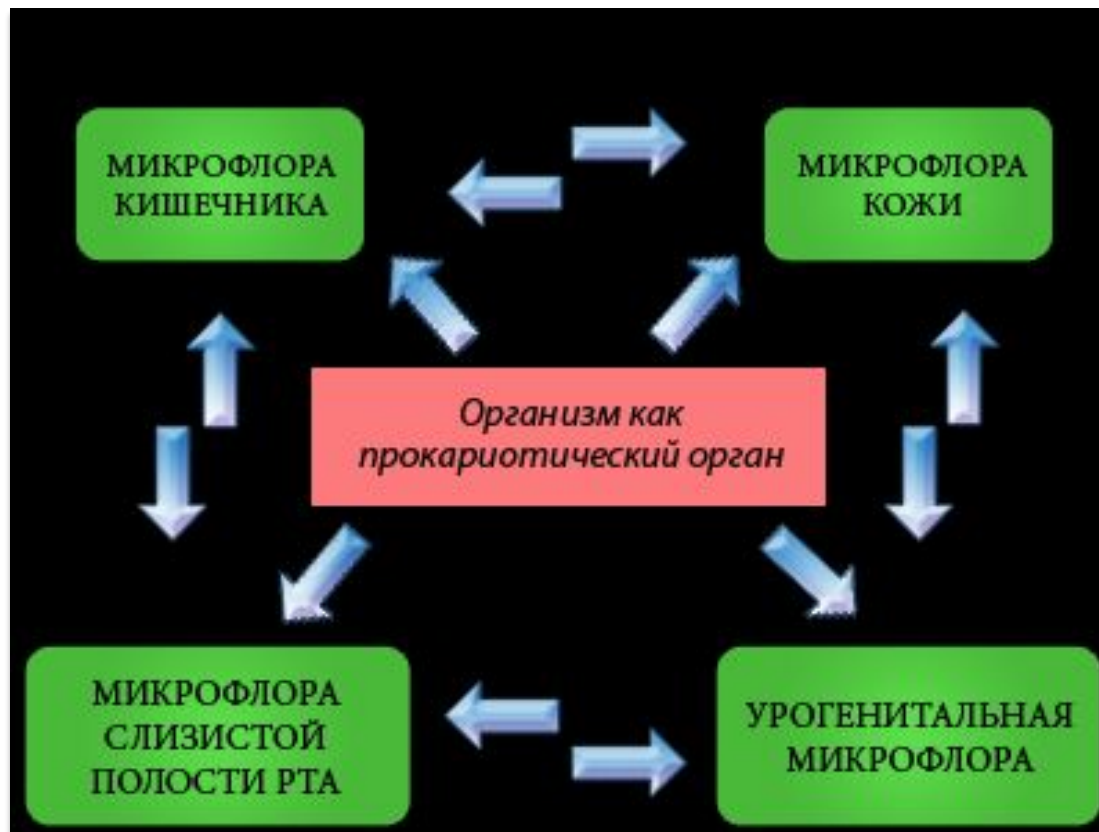 МИКРОФЛОРА
КИШЕЧНИКА
МИКРОФЛОРА
КОЖИ
Организм как
прокариотический орган
МИКРОФЛОРА
СЛИЗИСТОЙ
ПОЛОСТИ РТА
УРОГЕНИТАЛЬНАЯ
МИКРОФЛОРА